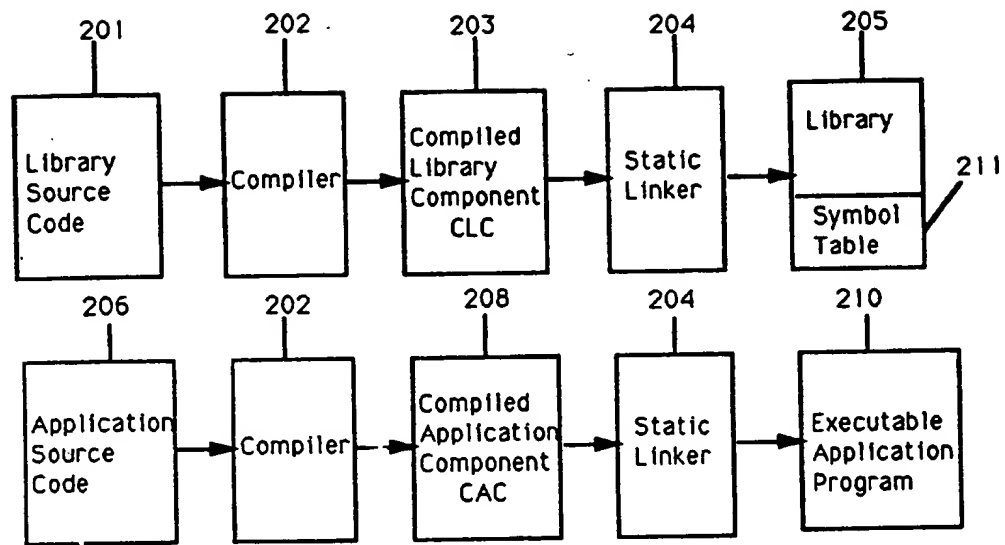 201
202
204
205
Library
Source
Code
Compiler
Compiled
Library
Component
CLC
Static
Linker
Library
Symbol
Table
211
206
202
208
204
210
Application
Source
Code
Compiler
Compiled
Application
Component
CAC
Static
Linker
Executable
Application
Program
203